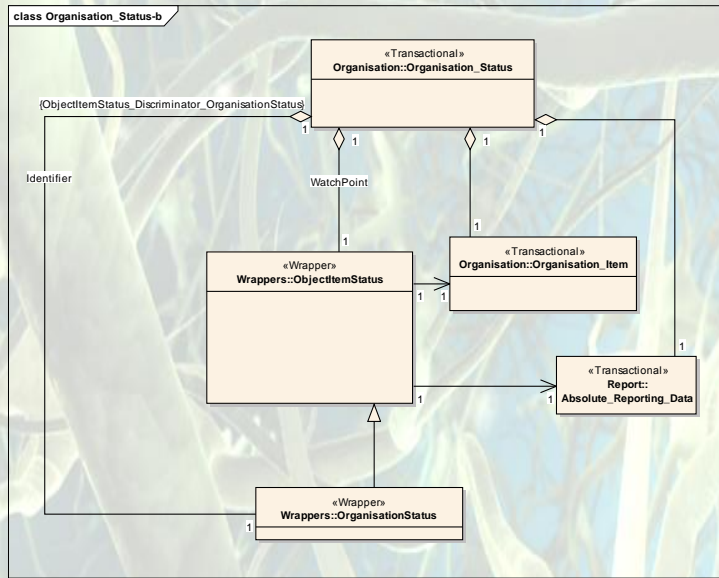 class Organisation_Status-b
«Transactional»
Organisation::Organisation_Status
{ObjectItemStatus_Discriminator_OrganisationStatus}
1
1
1
1
Identifier
WatchPoint
1
1
«Wrapper»
Wrappers::ObjectItemStatus
«Transactional»
Organisation::Organisation_Item
1
1
1
«Transactional»
Report::
Absolute_Reporting_Data
1
1
«Wrapper»
Wrappers::OrganisationStatus
1